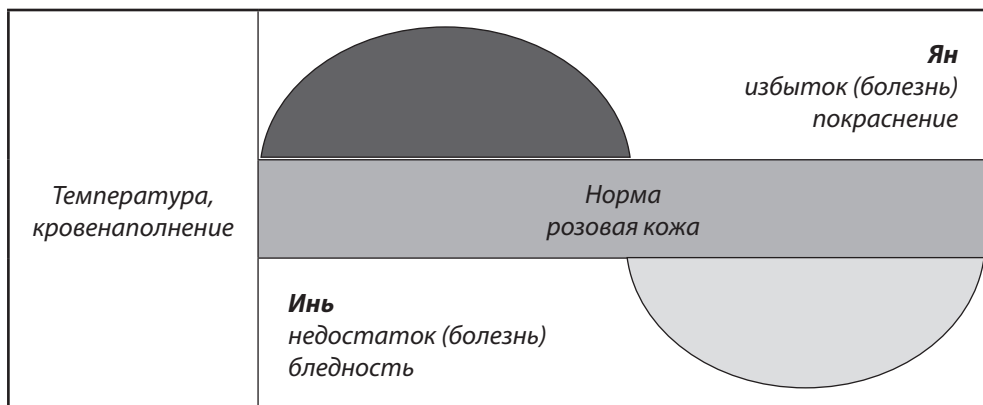 Температура,
кровенаполнение
Ян
избыток (болезнь)
покраснение
Норма
розовая кожа
Инь
недостаток (болезнь)
бледность